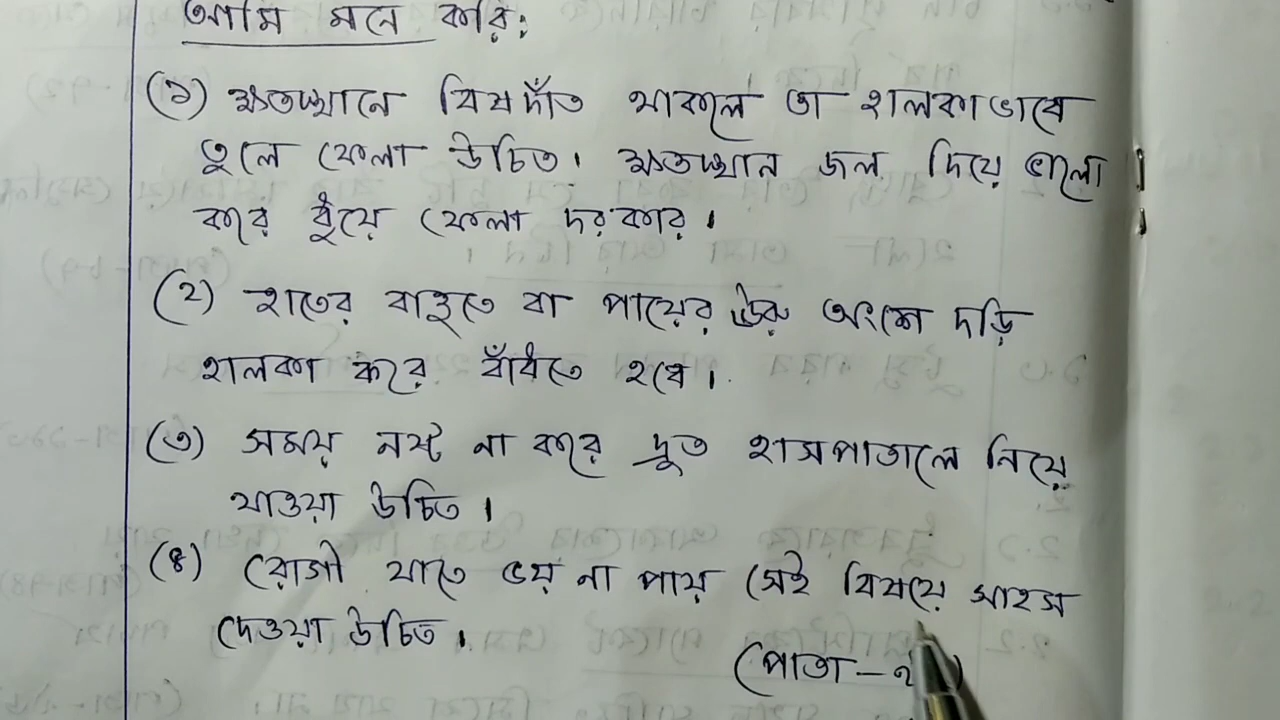 আমি মনে করি:
(১) ক্ষতস্থানে বিষদাঁত থাকলে তা হালকাভাবে
তুলে ফেলা উচিত। ক্ষতস্থান জল দিয়ে ভালো
করে ধুঁয়ে ফেলা দরকার।
(২) হাতের বাহুতে বা পায়ের উরু অংশে দড়ি
হালকা করে বাঁধতে হবে।
(৩) সময় নষ্ট না করে দ্রুত হাসপাতালে নিয়ে
যাওয়া উচিত।
(৪) রোগী যাতে ভয় না পায় সেই বিষয়ে সাহস
দেওয়া উচিত।
(পাতা-